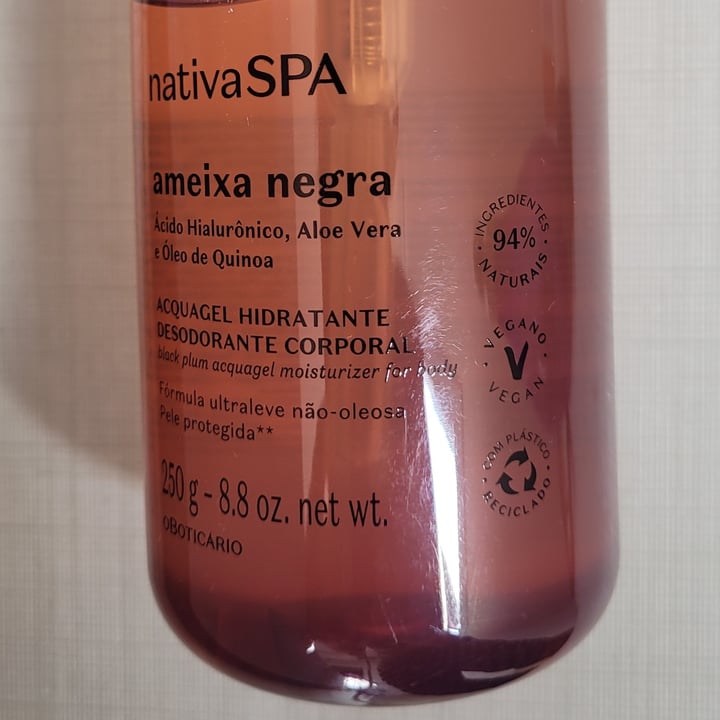 nativaSPA
ameixa negra
Ácido Hialurônico, Aloe Vera
e Óleo de Quinoa
ACQUAGEL HIDRATANTE
DESODORANTE CORPORAL
black plum acquagel moisturizer for body
Fórmula ultraleve não-oleosa
Pele protegida**
250 g - 8.8 oz. net wt.
OBOTICÁRIO
INGREDIENTES
94%
NATURAIS
VEGANO
V
VEGAN
COM PLÁSTICO
RECICLADO